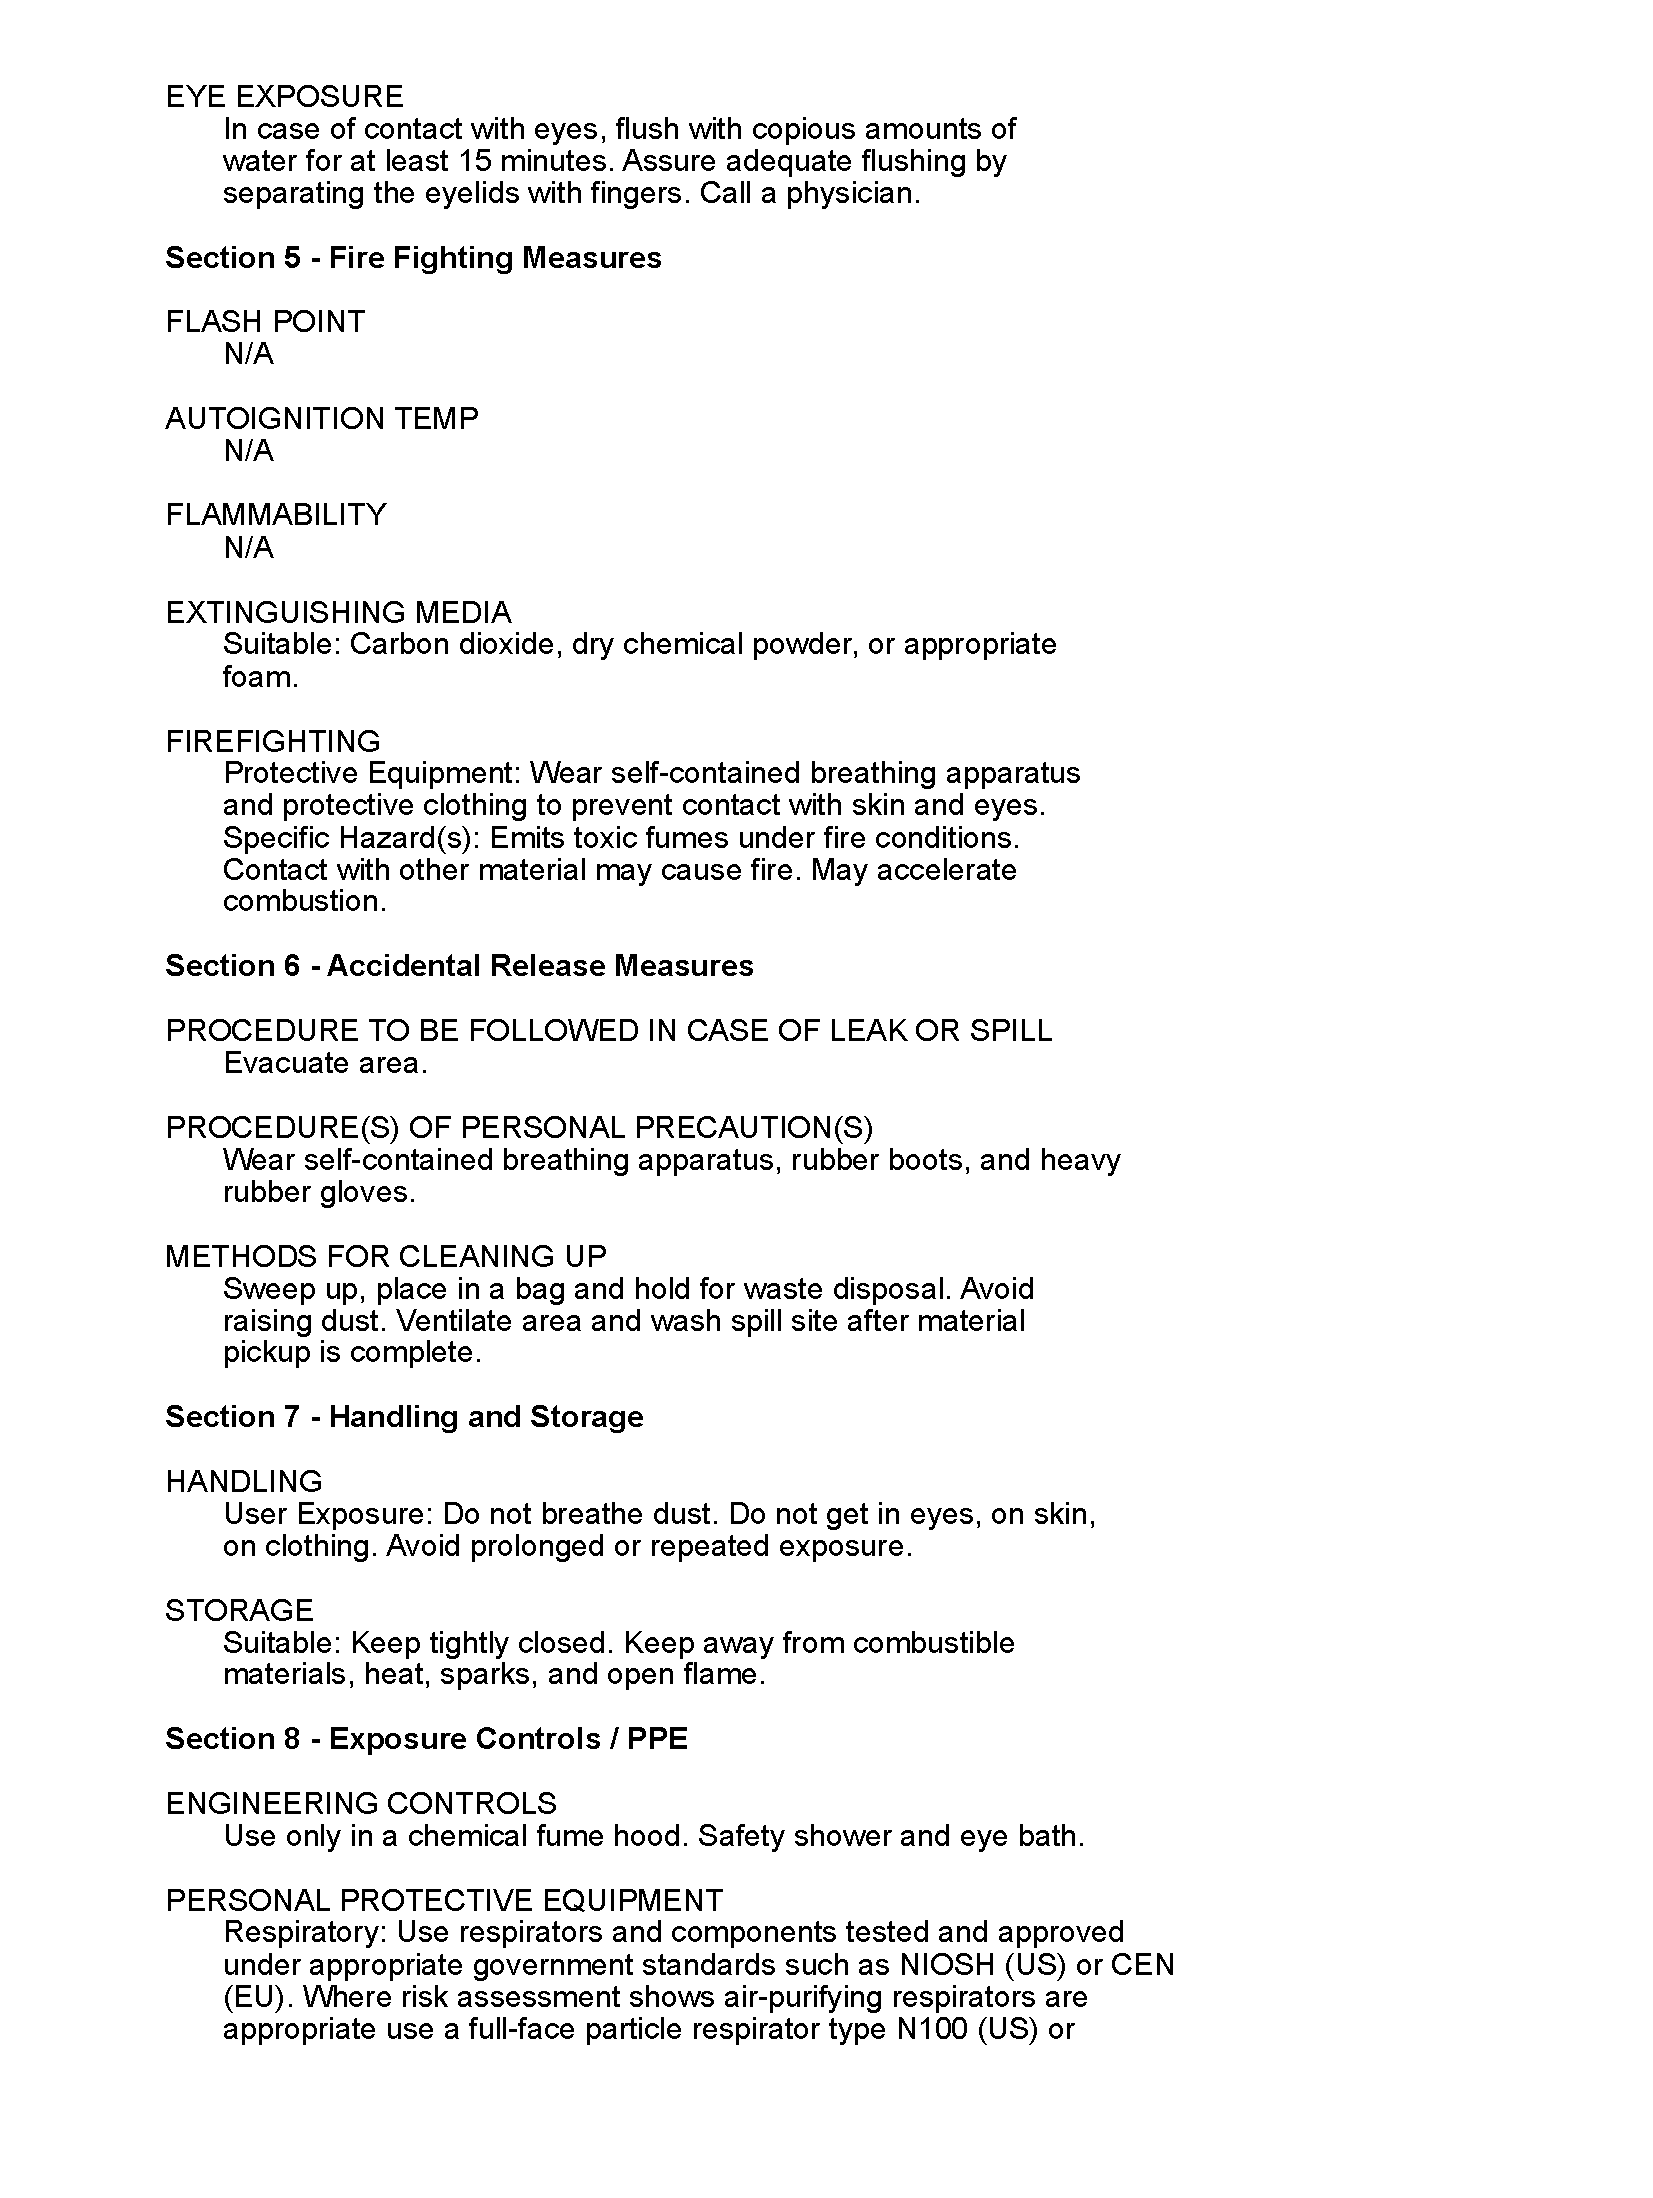 EYE EXPOSURE
In case of contact with eyes, flush with copious amounts of
water for at least 15 minutes. Assure adequate flushing by
separating the eyelids with fingers. Call a physician.
Section 5 - Fire Fighting Measures
FLASH POINT
N/A
AUTOIGNITION TEMP
N/A
FLAMMABILITY
N/A
EXTINGUISHING MEDIA
Suitable: Carbon dioxide, dry chemical powder, or appropriate
foam.
FIREFIGHTING
Protective Equipment: Wear self-contained breathing apparatus
and protective clothing to prevent contact with skin and eyes.
Specific Hazard(s): Emits toxic fumes under fire conditions.
Contact with other material may cause fire. May accelerate
combustion.
Section 6 - Accidental Release Measures
PROCEDURE TO BE FOLLOWED IN CASE OF LEAK OR SPILL
Evacuate area.
PROCEDURE(S) OF PERSONAL PRECAUTION(S)
Wear self-contained breathing apparatus, rubber boots, and heavy
rubber gloves.
METHODS FOR CLEANING UP
Sweep up, place in a bag and hold for waste disposal. Avoid
raising dust. Ventilate area and wash spill site after material
pickup is complete.
Section 7 - Handling and Storage
HANDLING
User Exposure: Do not breathe dust. Do not get in eyes, on skin,
on clothing. Avoid prolonged or repeated exposure.
STORAGE
Suitable: Keep tightly closed. Keep away from combustible
materials, heat, sparks, and open flame.
Section 8 - Exposure Controls / PPE
ENGINEERING CONTROLS
Use only in a chemical fume hood. Safety shower and eye bath.
PERSONAL PROTECTIVE EQUIPMENT
Respiratory: Use respirators and components tested and approved
under appropriate government standards such as NIOSH (US) or CEN
(EU). Where risk assessment shows air-purifying respirators are
appropriate use a full-face particle respirator type N100 (US) or